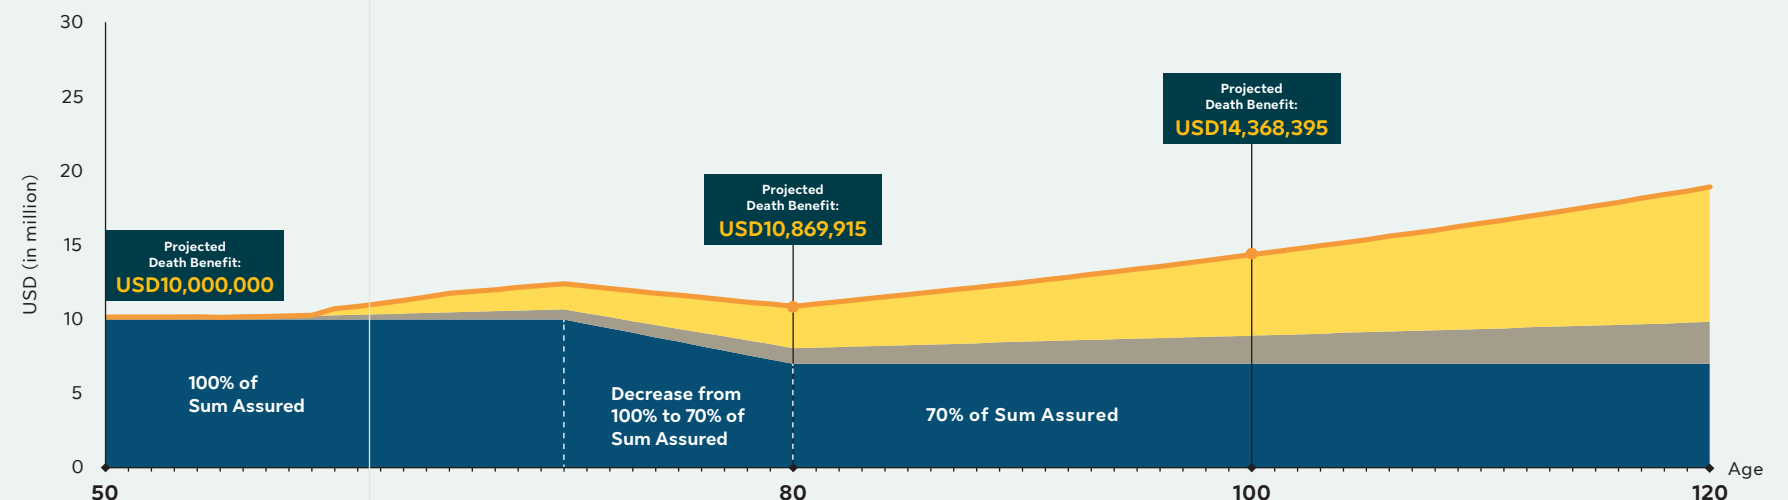 USD (in million)
30
25
20
15
10
5
0
Projected
Death Benefit:
USD10,000,000
Projected
Death Benefit:
USD10,869,915
Projected
Death Benefit:
USD14,368,395
100% of
Sum Assured
Decrease from
100% to 70% of
Sum Assured
70% of Sum Assured
50
80
100
120
Age